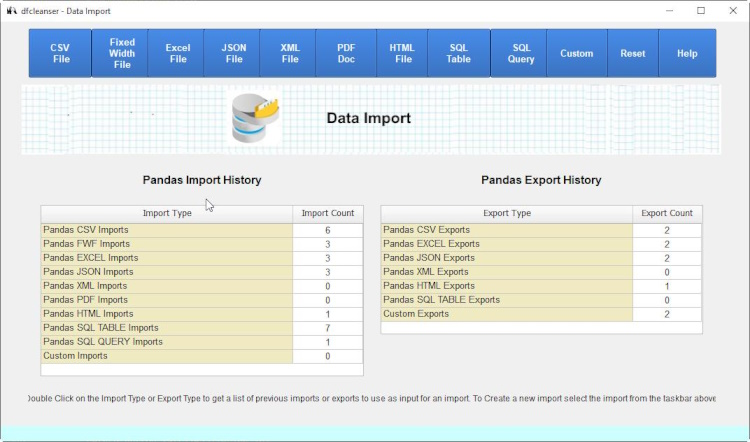 dfcleanser - Data Import
CSV
File
Fixed
Width
File
Excel
File
JSON
File
XML
File
PDF
Doc
HTML
File
SQL
Table
SQL
Query
Custom
Reset
Help
Data Import
Pandas Import History
Import Type Import Count
Pandas CSV Imports 6
Pandas FWF Imports 3
Pandas EXCEL Imports 3
Pandas JSON Imports 3
Pandas XML Imports 0
Pandas PDF Imports 0
Pandas HTML Imports 1
Pandas SQL TABLE Imports 7
Pandas SQL QUERY Imports 1
Custom Imports 0
Pandas Export History
Export Type Export Count
Pandas CSV Exports 2
Pandas EXCEL Exports 2
Pandas JSON Exports 2
Pandas XML Exports 0
Pandas HTML Exports 1
Pandas SQL TABLE Exports 0
Custom Exports 2
Double Click on the Import Type or Export Type to get a list of previous imports or exports to use as input for an import. To Create a new import select the import from the taskbar above